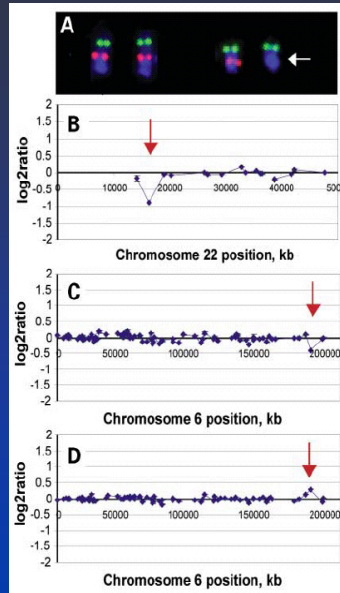 A
B
log2ratio
2
1.5
1
0.5
0
-0.5
-1
-1.5
-2
0 10000 20000 30000 40000 500
Chromosome 22 position, kb
C
log2ratio
2
1.5
1
0.5
0
-0.5
-1
-1.5
-2
0 50000 100000 150000 200000
Chromosome 6 position, kb
D
log2ratio
2
1.5
1
0.5
0
-0.5
-1
-1.5
-2
0 50000 100000 150000 200000
Chromosome 6 position, kb